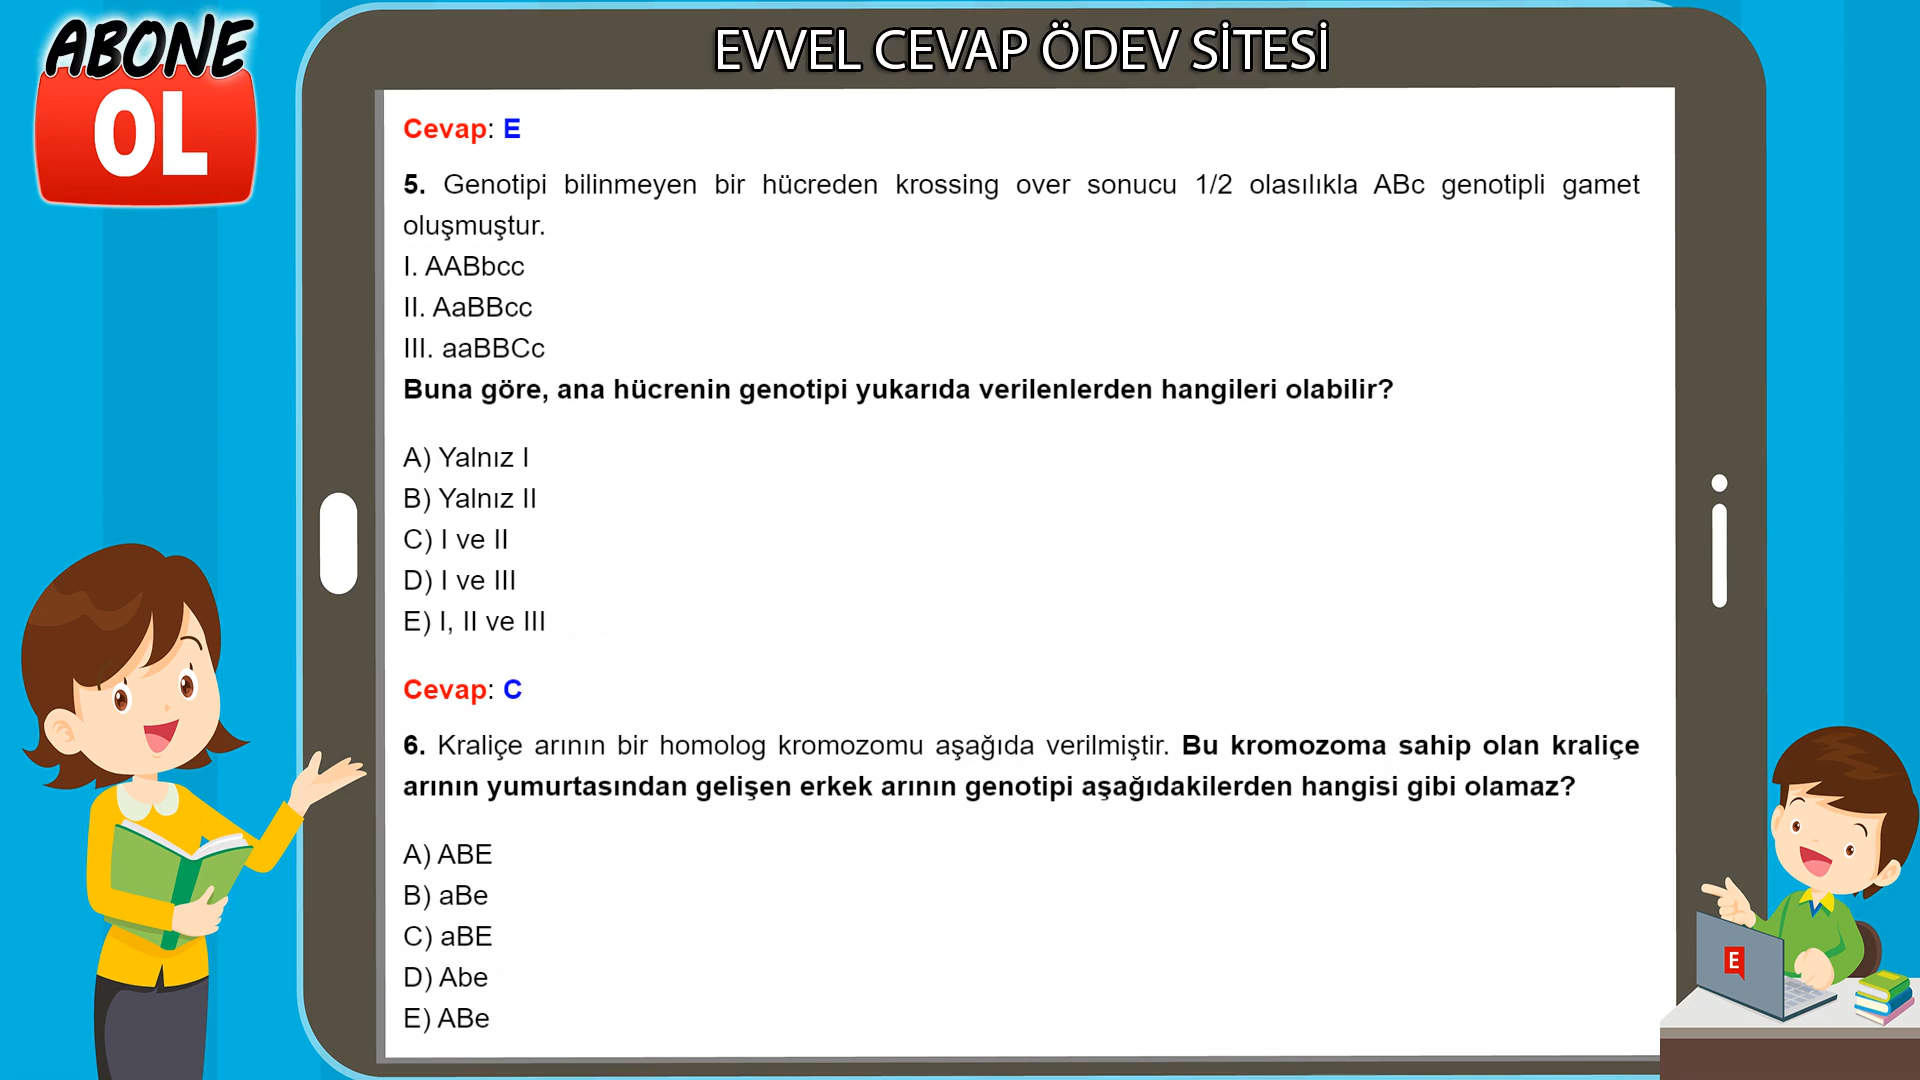 ABONE
OL
EVVEL CEVAP ÖDEV SİTESİ
Cevap: E
5. Genotipi bilinmeyen bir hücreden krossing over sonucu 1/2 olasılıkla ABc genotipli gamet
oluşmuştur.
I. AABbcc
II. AaBBcc
III. aaBBCc
Buna göre, ana hücrenin genotipi yukarıda verilenlerden hangileri olabilir?
A) Yalnız I
B) Yalnız II
C) I ve II
D) I ve III
E) I, II ve III
Cevap: C
6. Kraliçe arının bir homolog kromozomu aşağıda verilmiştir. Bu kromozoma sahip olan kraliçe
arının yumurtasından gelişen erkek arının genotipi aşağıdakilerden hangisi gibi olamaz?
A) ABE
B) aBe
C) aBE
D) Abe
E) ABe
E